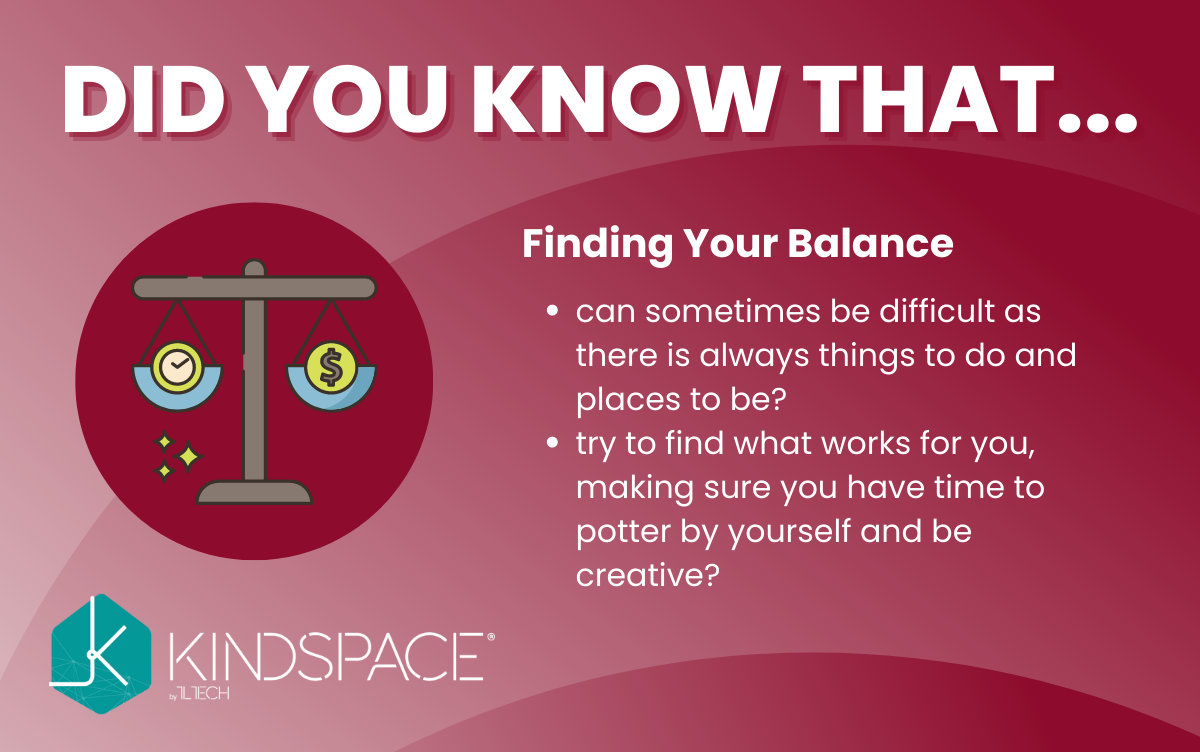 DID YOU KNOW THAT...
Finding Your Balance
• can sometimes be difficult as
there is always things to do and
places to be?
• try to find what works for you,
making sure you have time to
potter by yourself and be
creative?
$
KINDSPACE®
by JLTECH